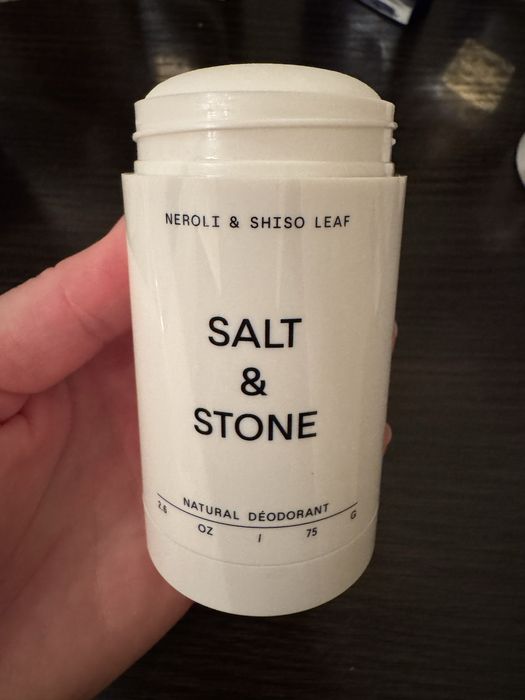 NEROLI & SHISO LEAF
SALT
&
STONE
NATURAL DÉODORANT
2.6 OZ / 75 G